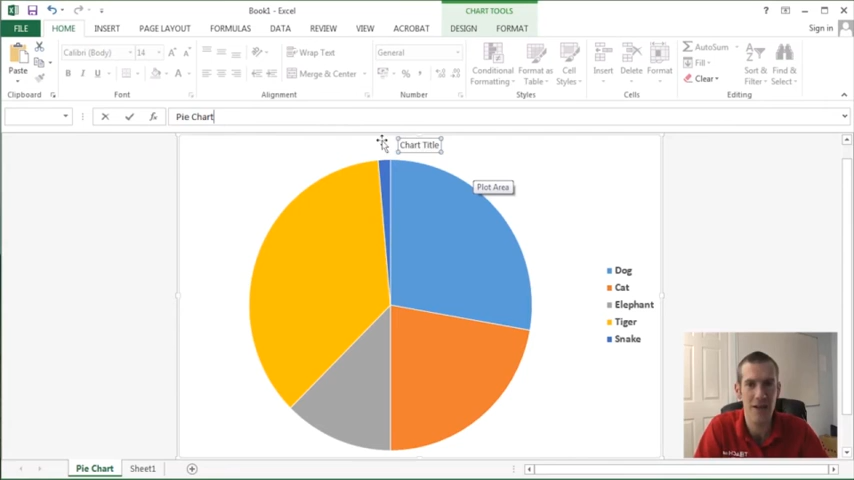 Book1 - Excel
CHART TOOLS
Sign in
FILE
HOME
INSERT
PAGE LAYOUT
FORMULAS
DATA
REVIEW
VIEW
ACROBAT
DESIGN
FORMAT
Paste
Clipboard
Calibri (Body)
14
B I U
Font
Wrap Text
Merge & Center
Alignment
General
Number
Conditional Formatting
Format as Table
Cell Styles
Styles
Insert
Delete
Format
Cells
AutoSum
Fill
Clear
Sort & Filter
Find & Select
Editing
Pie Chart
Chart Title
Plot Area
Dog
Cat
Elephant
Tiger
Snake
Pie Chart
Sheet1